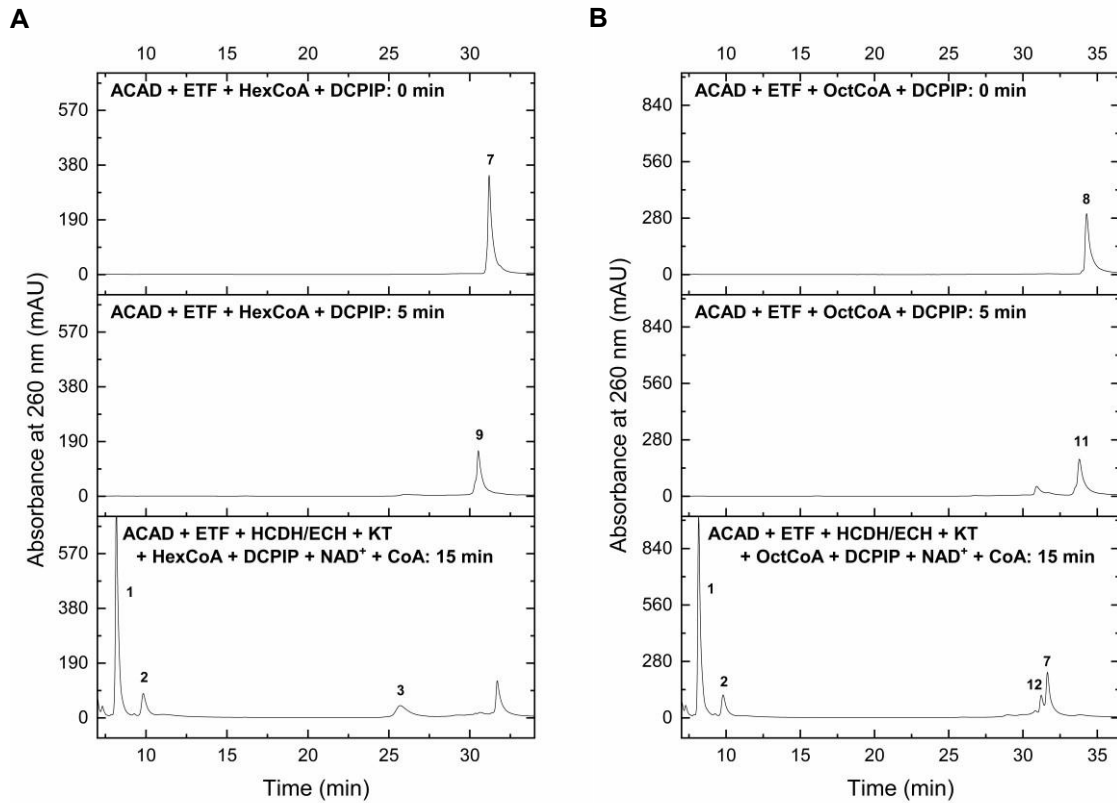 A
10 15 20 25 30
ACAD + ETF + HexCoA + DCPIP: 0 min
570
380
190
0
7
ACAD + ETF + HexCoA + DCPIP: 5 min
570
380
190
0
9
ACAD + ETF + HCDH/ECH + KT
+ HexCoA + DCPIP + NAD⁺ + CoA: 15 min
570
380
190
0
1
2
3
10 15 20 25 30
Time (min)
Absorbance at 260 nm (mAU)
B
10 15 20 25 30 35
ACAD + ETF + OctCoA + DCPIP: 0 min
840
560
280
0
8
ACAD + ETF + OctCoA + DCPIP: 5 min
840
560
280
0
11
ACAD + ETF + HCDH/ECH + KT
+ OctCoA + DCPIP + NAD⁺ + CoA: 15 min
840
560
280
0
1
2
12
7
10 15 20 25 30 35
Time (min)
Absorbance at 260 nm (mAU)